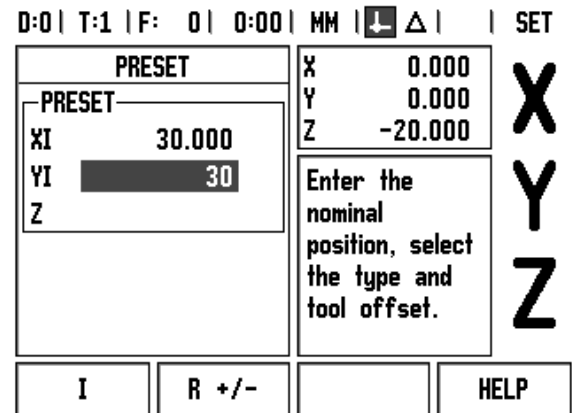 D:0 | T:1 | F: 0 | 0:00 | MM | Δ | | SET
PRESET
PRESET
XI 30.000
YI 30
Z
X 0.000
Y 0.000
Z -20.000
Enter the
nominal
position, select
the type and
tool offset.
X
Y
Z
I
R +/-
HELP